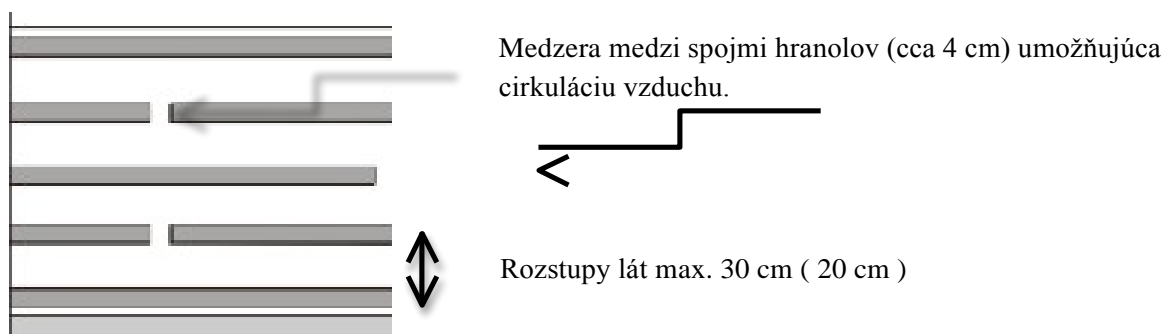 Medzera medzi spojmi hranolov (cca 4 cm) umožňujúca
cirkuláciu vzduchu.
Rozstupy lát max. 30 cm ( 20 cm )